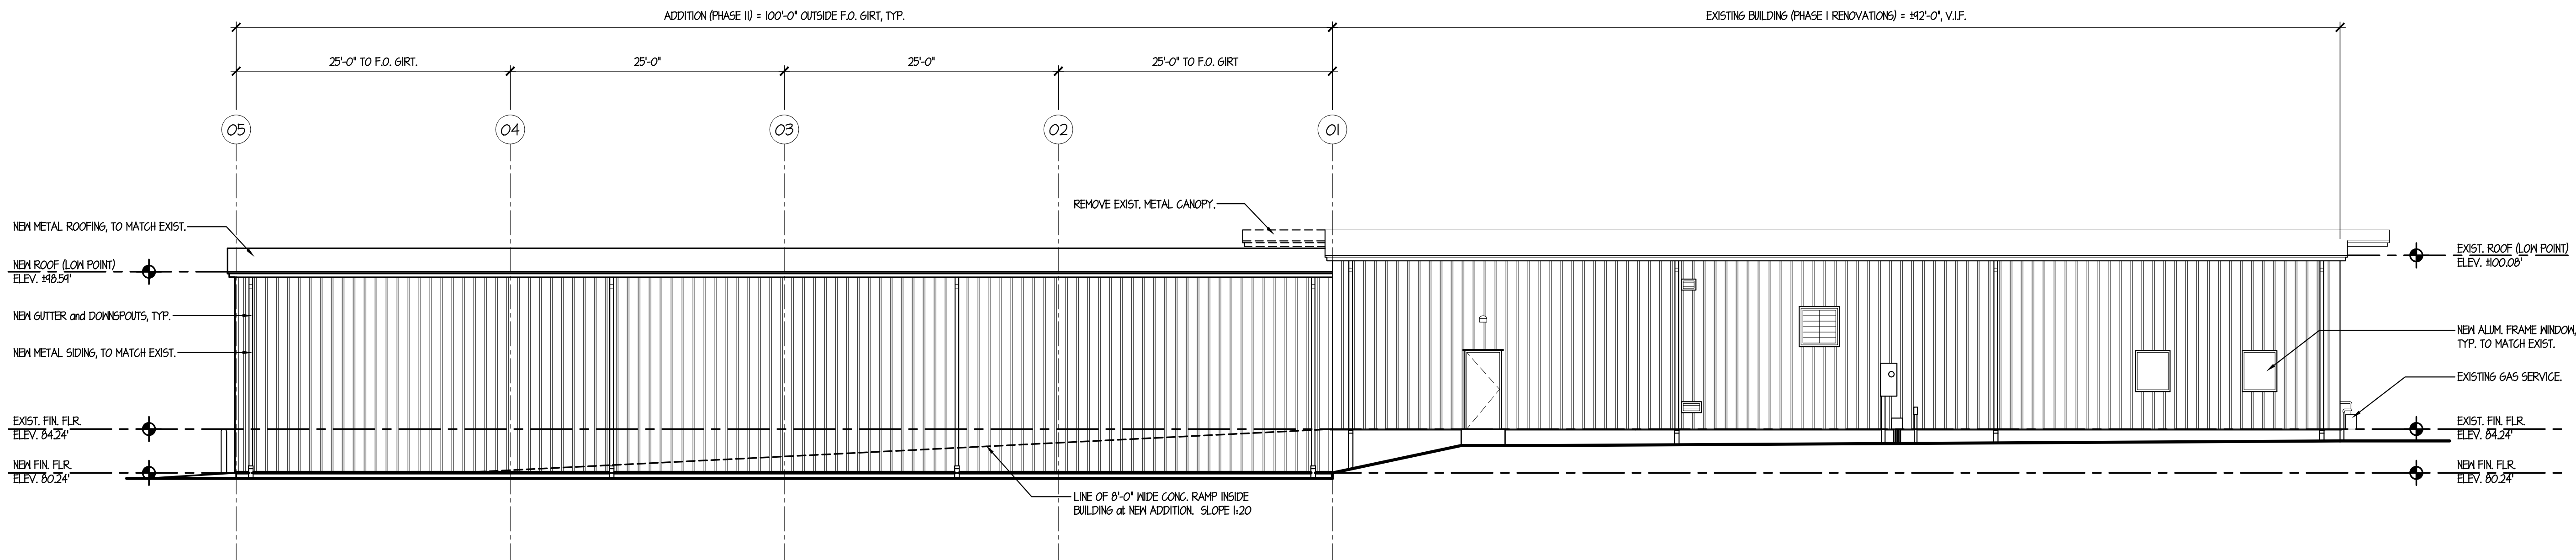 ADDITION (PHASE II) = 100'-0" OUTSIDE F.O. GIRT, TYP.
EXISTING BUILDING (PHASE I RENOVATIONS) = ±92'-0", V.I.F.
25'-0" TO F.O. GIRT.
25'-0"
25'-0"
25'-0" TO F.O. GIRT
05
04
03
02
01
REMOVE EXIST. METAL CANOPY.
NEW METAL ROOFING, TO MATCH EXIST.
NEW ROOF (LOW POINT)
ELEV. ±98.59'
NEW GUTTER and DOWNSPOUTS, TYP.
NEW METAL SIDING, TO MATCH EXIST.
EXIST. FIN. FLR.
ELEV. 84.24'
NEW FIN. FLR.
ELEV. 80.24'
LINE OF 8'-0" WIDE CONC. RAMP INSIDE
BUILDING at NEW ADDITION. SLOPE 1:20
EXIST. ROOF (LOW POINT)
ELEV. ±100.08'
NEW ALUM. FRAME WINDOW,
TYP. TO MATCH EXIST.
EXISTING GAS SERVICE.
EXIST. FIN. FLR.
ELEV. 84.24'
NEW FIN. FLR.
ELEV. 80.24'